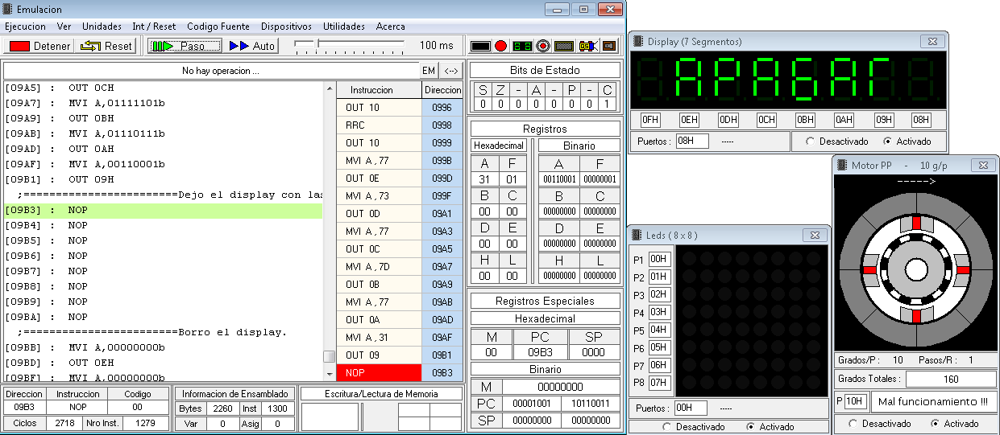 Emulacion
Ejecucion Ver Unidades Int / Reset Codigo Fuente Dispositivos Utilidades Acerca
Detener Reset Paso Auto 100 ms
No hay operacion ... EM <-->
[09A5] : OUT 0CH
[09A7] : MVI A,01111101b
[09A9] : OUT 0BH
[09AB] : MVI A,01110111b
[09AD] : OUT 0AH
[09AF] : MVI A,00110001b
[09B1] : OUT 09H
;========================Dejo el display con las
[09B3] : NOP
[09B4] : NOP
[09B5] : NOP
[09B6] : NOP
[09B7] : NOP
[09B8] : NOP
[09B9] : NOP
[09BA] : NOP
;========================Borro el display.
[09BB] : MVI A,00000000b
[09BD] : OUT 0EH
[09BF] : MVI A,00000000b
Instruccion Direccion
OUT 10 0996
RRC 0998
OUT 10 0999
MVI A,77 099B
OUT 0E 099D
MVI A,73 099F
OUT 0D 09A1
MVI A,77 09A3
OUT 0C 09A5
MVI A,7D 09A7
OUT 0B 09A9
MVI A,77 09AB
OUT 0A 09AD
MVI A,31 09AF
OUT 09 09B1
NOP 09B3
Direccion Instruccion Codigo
09B3 NOP 00
Ciclos 2718 Nro Inst. 1279
Informacion de Ensamblado
Bytes 2260 Inst 1300
Var 0 Asig 0
Escritura/Lectura de Memoria
Bits de Estado
S Z - A - P - C
0 0 0 0 0 0 0 1
Registros
Hexadecimal Binario
A F A F
31 01 00110001 00000001
B C B C
00 00 00000000 00000000
D E D E
00 00 00000000 00000000
H L H L
00 00 00000000 00000000
Registros Especiales
Hexadecimal
M PC SP
00 09B3 0000
Binario
M 00000000
PC 00001001 10110011
SP 00000000 00000000
Display (7 Segmentos)
APAGAr
0FH 0EH 0DH 0CH 0BH 0AH 09H 08H
Puertos : 08H ----- Desactivado Activado
Leds ( 8 x 8 )
P1 00H
P2 01H
P3 02H
P4 03H
P5 04H
P6 05H
P7 06H
P8 07H
Puertos : 00H -----
Desactivado Activado
Motor PP - 10 g/p
----->
Grados/P : 10 Pasos/R : 1
Grados Totales : 160
P 10H Mal funcionamiento !!!
Desactivado Activado